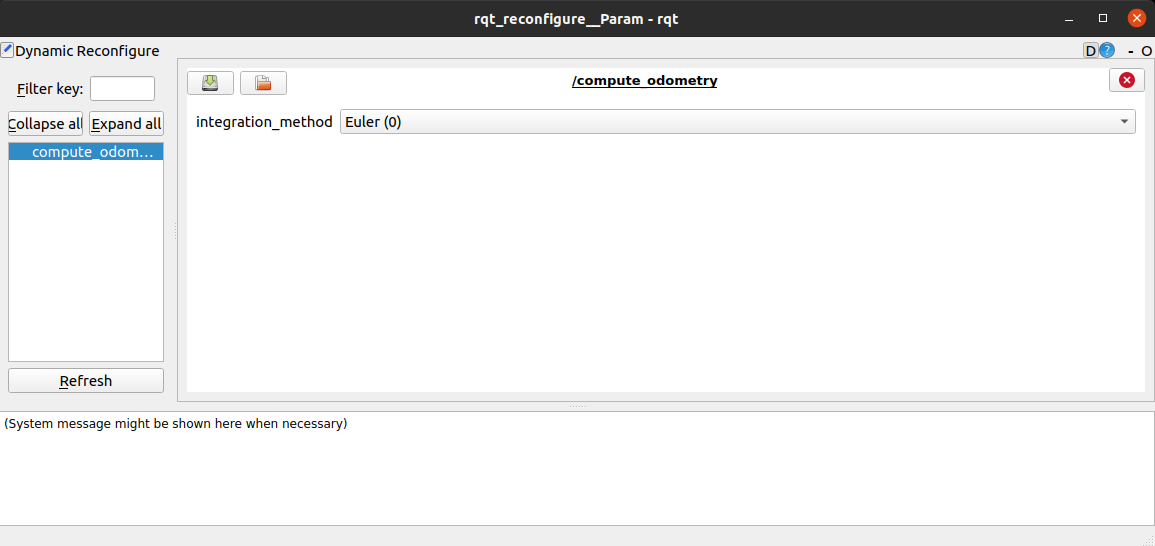 rqt_reconfigure__Param - rqt
Dynamic Reconfigure
D ? - O
Filter key:
Collapse all Expand all
compute_odom...
Refresh
/compute_odometry
integration_method Euler (0)
(System message might be shown here when necessary)